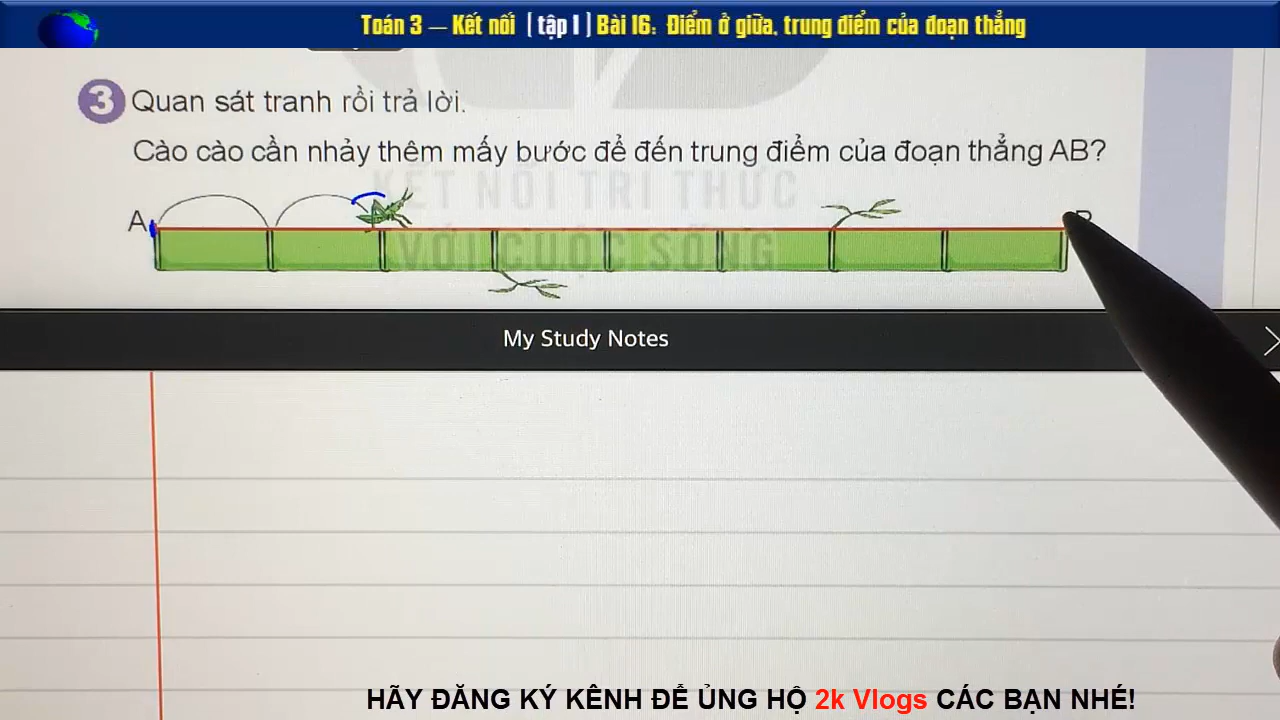 Toán 3 – Kết nối [ tập 1 ] Bài 16: Điểm ở giữa, trung điểm của đoạn thẳng
3 Quan sát tranh rồi trả lời.
Cào cào cần nhảy thêm mấy bước để đến trung điểm của đoạn thẳng AB?
KẾT NỐI TRI THỨC
A
VỚI CUỘC SỐNG
My Study Notes
HÃY ĐĂNG KÝ KÊNH ĐỂ ỦNG HỘ 2k Vlogs CÁC BẠN NHÉ!